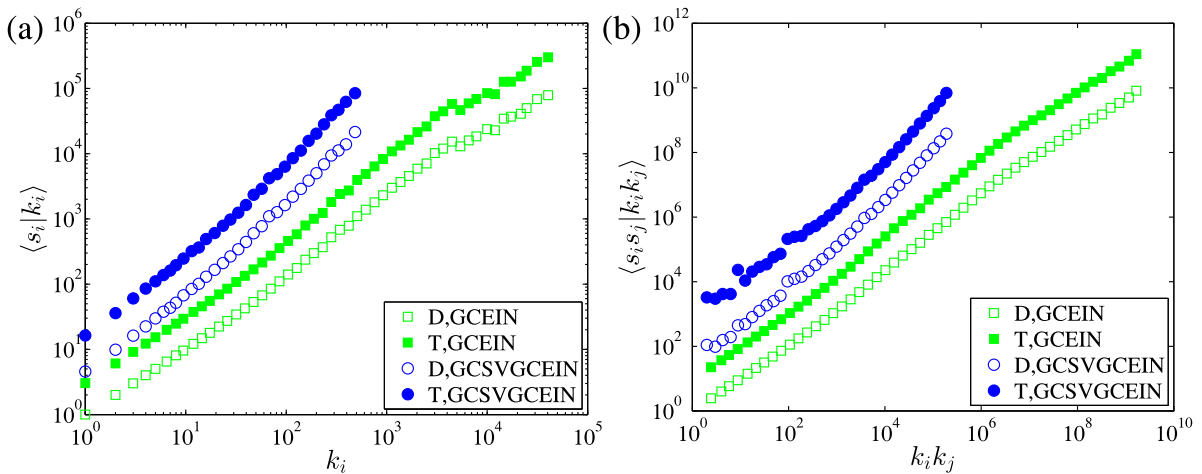 (a)
10^6
10^5
10^4
10^3
10^2
10^1
10^0
⟨s_i|k_i⟩
D,GCEIN
T,GCEIN
D,GCSVGCEIN
T,GCSVGCEIN
10^0 10^1 10^2 10^3 10^4 10^5
k_i
(b)
10^12
10^10
10^8
10^6
10^4
10^2
10^0
⟨s_i s_j|k_i k_j⟩
D,GCEIN
T,GCEIN
D,GCSVGCEIN
T,GCSVGCEIN
10^0 10^2 10^4 10^6 10^8 10^10
k_i k_j